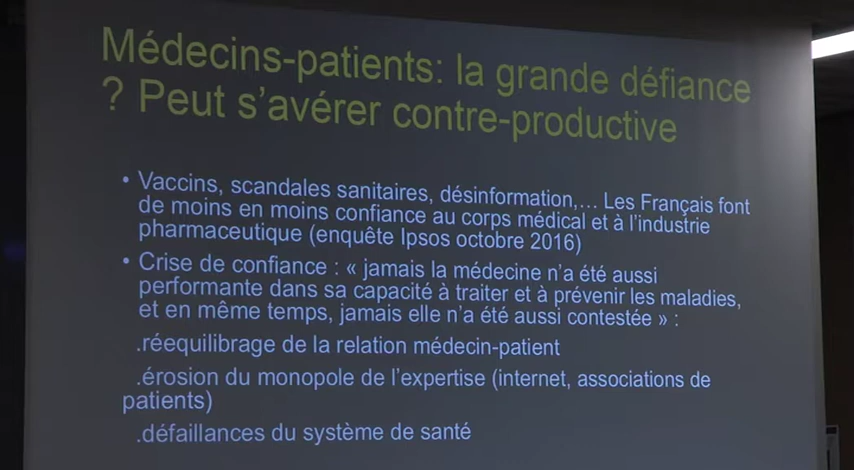 Médecins-patients: la grande défiance
? Peut s’avérer contre-productive
• Vaccins, scandales sanitaires, désinformation,… Les Français font
de moins en moins confiance au corps médical et à l’industrie
pharmaceutique (enquête Ipsos octobre 2016)
• Crise de confiance : « jamais la médecine n’a été aussi
performante dans sa capacité à traiter et à prévenir les maladies,
et en même temps, jamais elle n’a été aussi contestée » :
.réequilibrage de la relation médecin-patient
.érosion du monopole de l’expertise (internet, associations de
patients)
.défaillances du système de santé